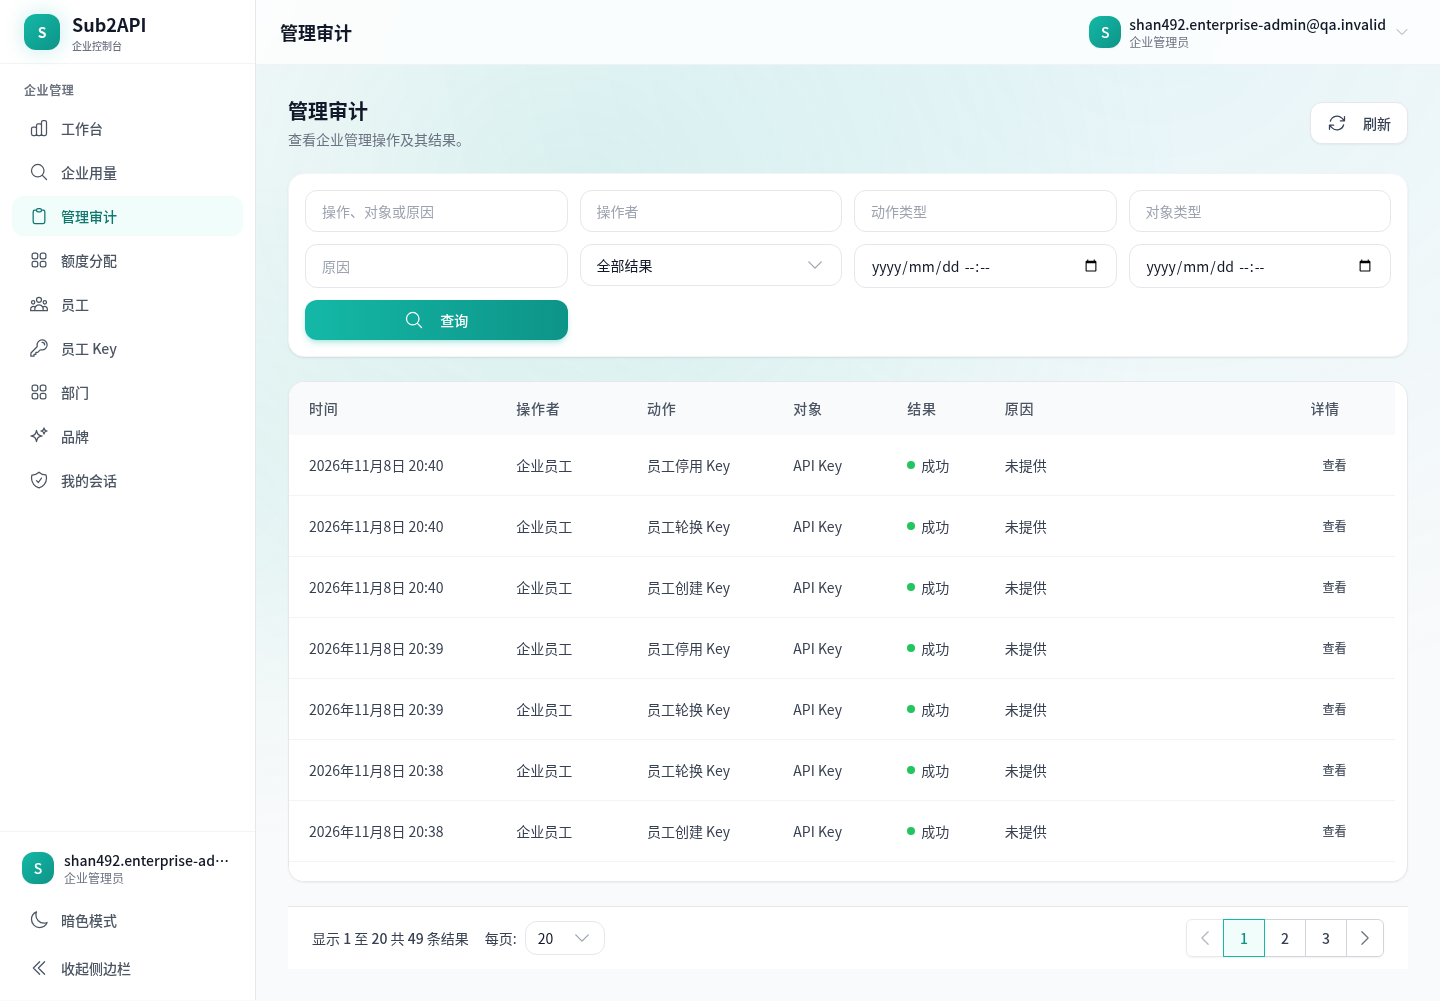 S
Sub2API
企业控制台
企业管理
工作台
企业用量
管理审计
额度分配
员工
员工 Key
部门
品牌
我的会话
S
shan492.enterprise-ad···
企业管理员
暗色模式
收起侧边栏
管理审计
S
shan492.enterprise-admin@qa.invalid
企业管理员
管理审计
查看企业管理操作及其结果。
刷新
操作、对象或原因 操作者 动作类型 对象类型
原因 全部结果 yyyy/mm/dd --:-- yyyy/mm/dd --:--
查询
时间 操作者 动作 对象 结果 原因 详情
2026年11月8日 20:40 企业员工 员工停用 Key API Key 成功 未提供 查看
2026年11月8日 20:40 企业员工 员工轮换 Key API Key 成功 未提供 查看
2026年11月8日 20:40 企业员工 员工创建 Key API Key 成功 未提供 查看
2026年11月8日 20:39 企业员工 员工停用 Key API Key 成功 未提供 查看
2026年11月8日 20:39 企业员工 员工轮换 Key API Key 成功 未提供 查看
2026年11月8日 20:38 企业员工 员工轮换 Key API Key 成功 未提供 查看
2026年11月8日 20:38 企业员工 员工创建 Key API Key 成功 未提供 查看
显示 1 至 20 共 49 条结果 每页: 20 1 2 3